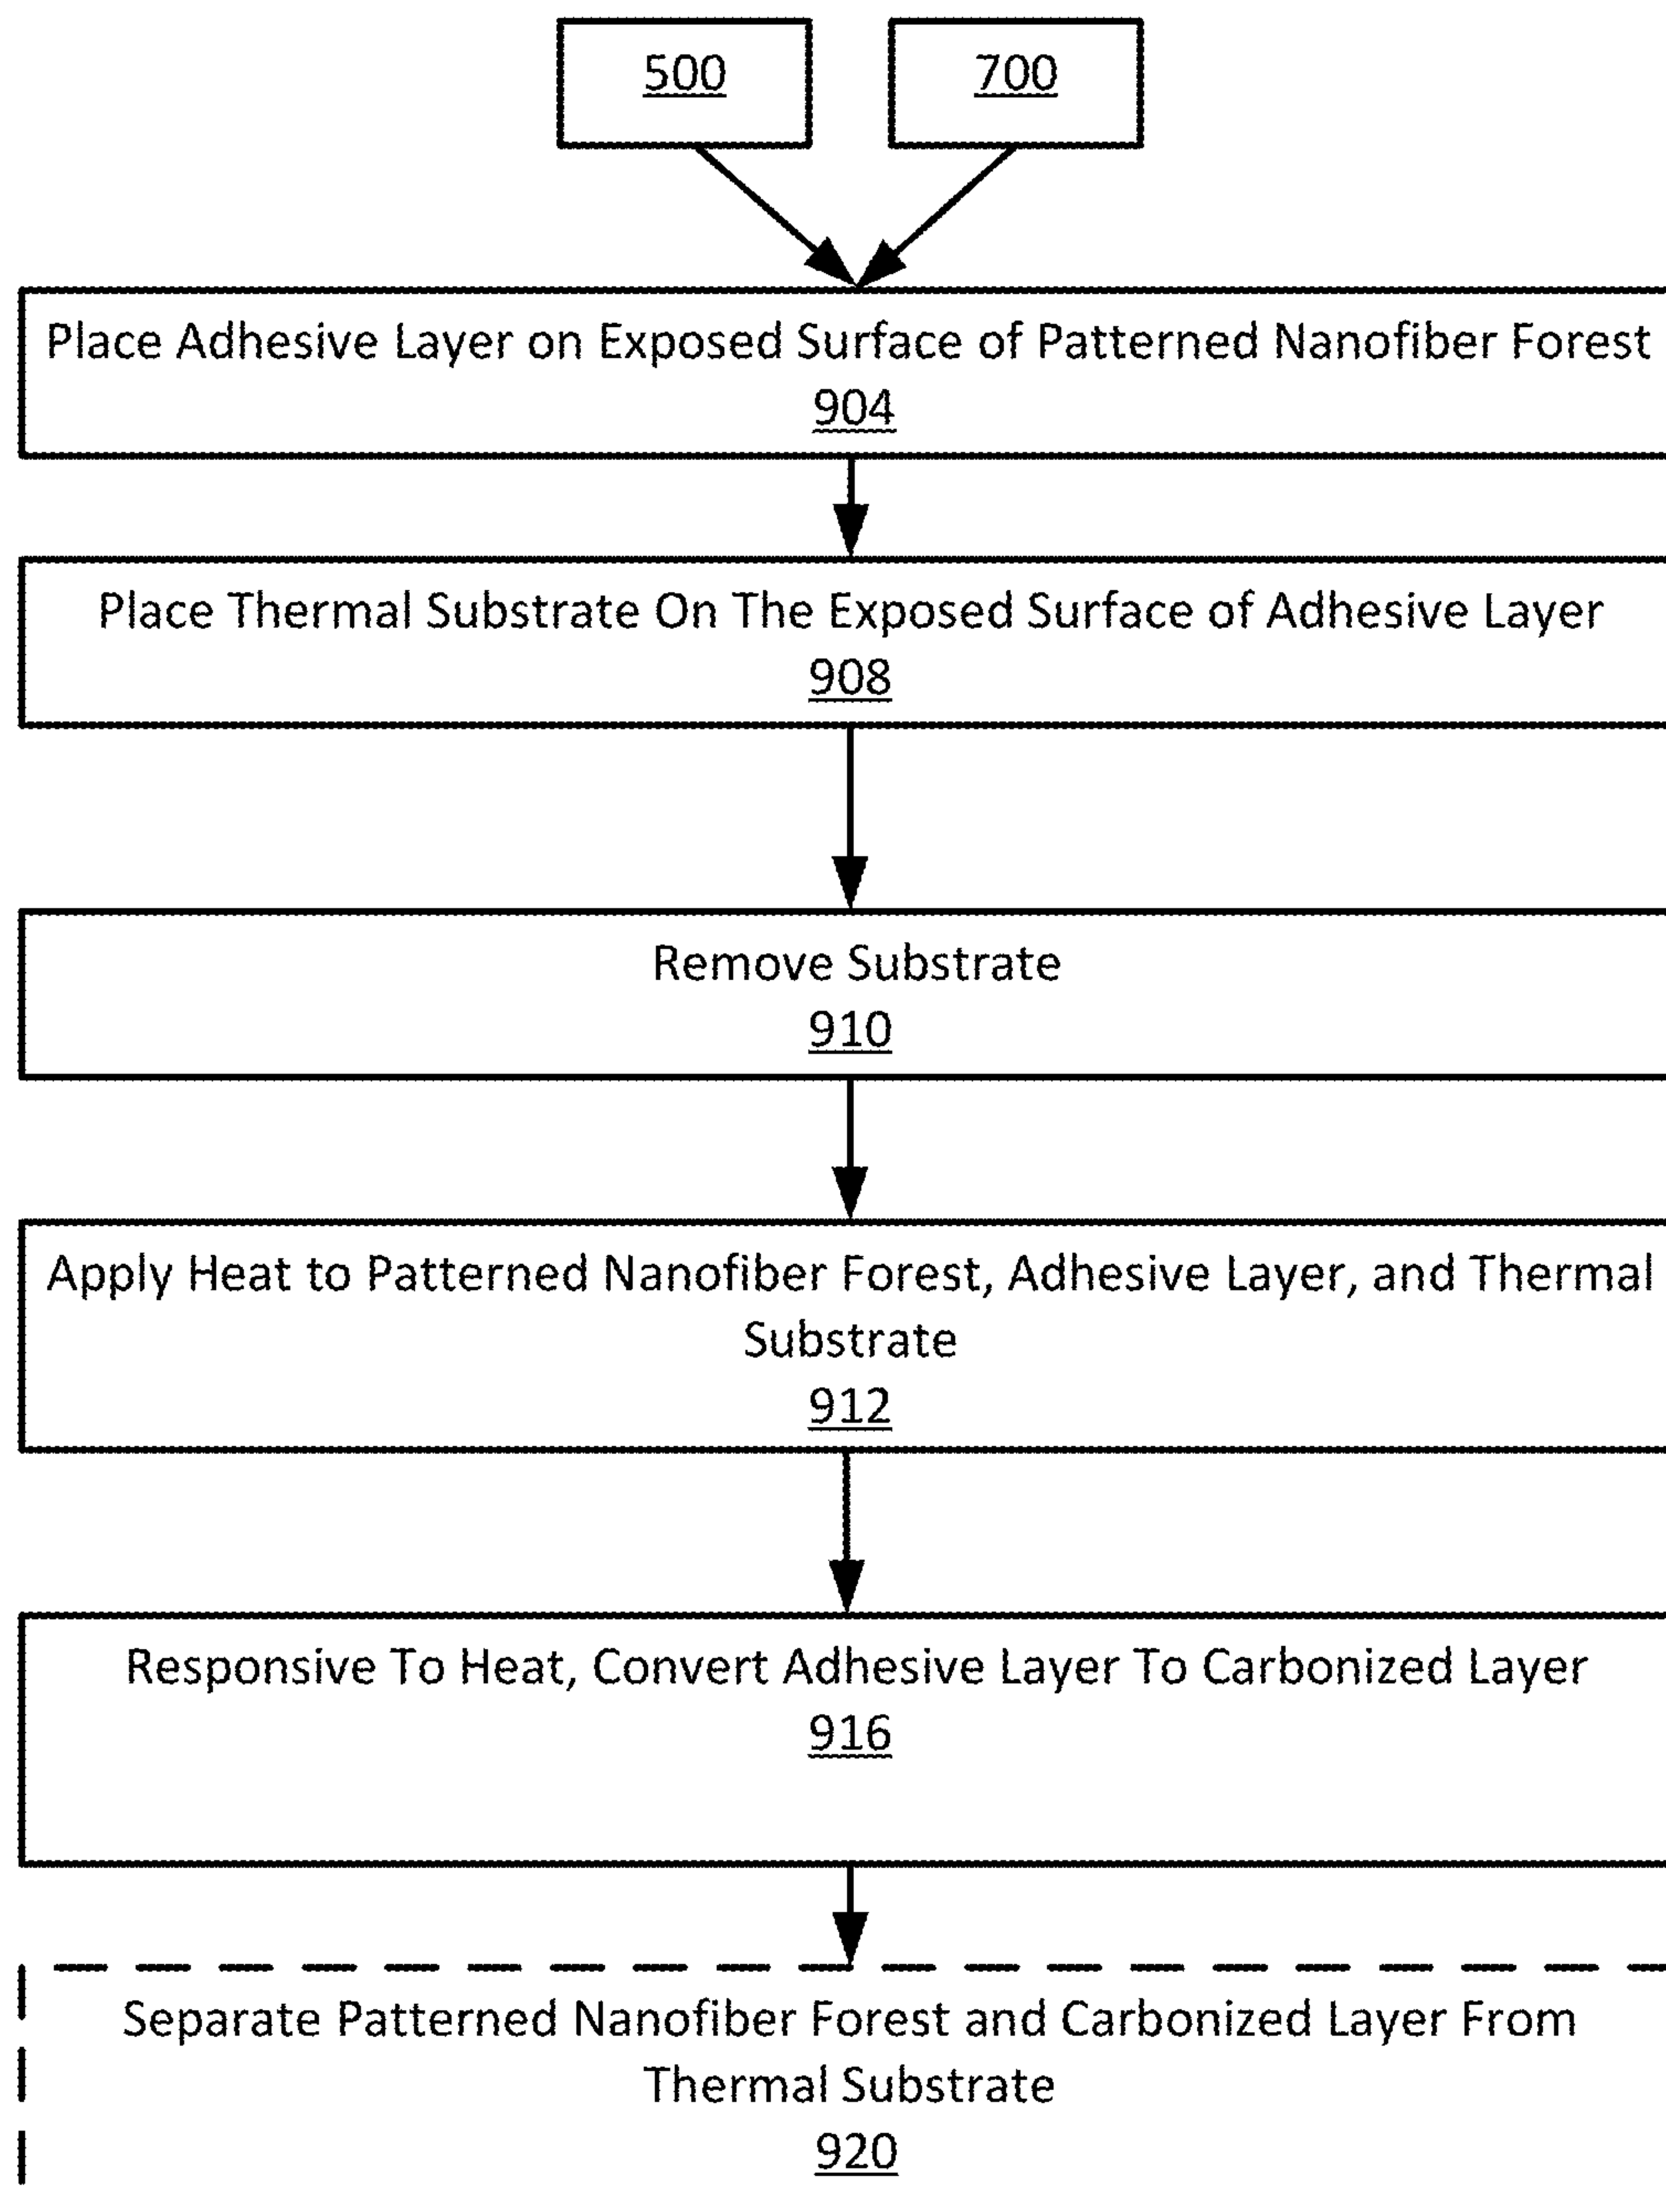 500
700
Place Adhesive Layer on Exposed Surface of Patterned Nanofiber Forest
904
Place Thermal Substrate On The Exposed Surface of Adhesive Layer
908
Remove Substrate
910
Apply Heat to Patterned Nanofiber Forest, Adhesive Layer, and Thermal
Substrate
912
Responsive To Heat, Convert Adhesive Layer To Carbonized Layer
916
Separate Patterned Nanofiber Forest and Carbonized Layer From
Thermal Substrate
920